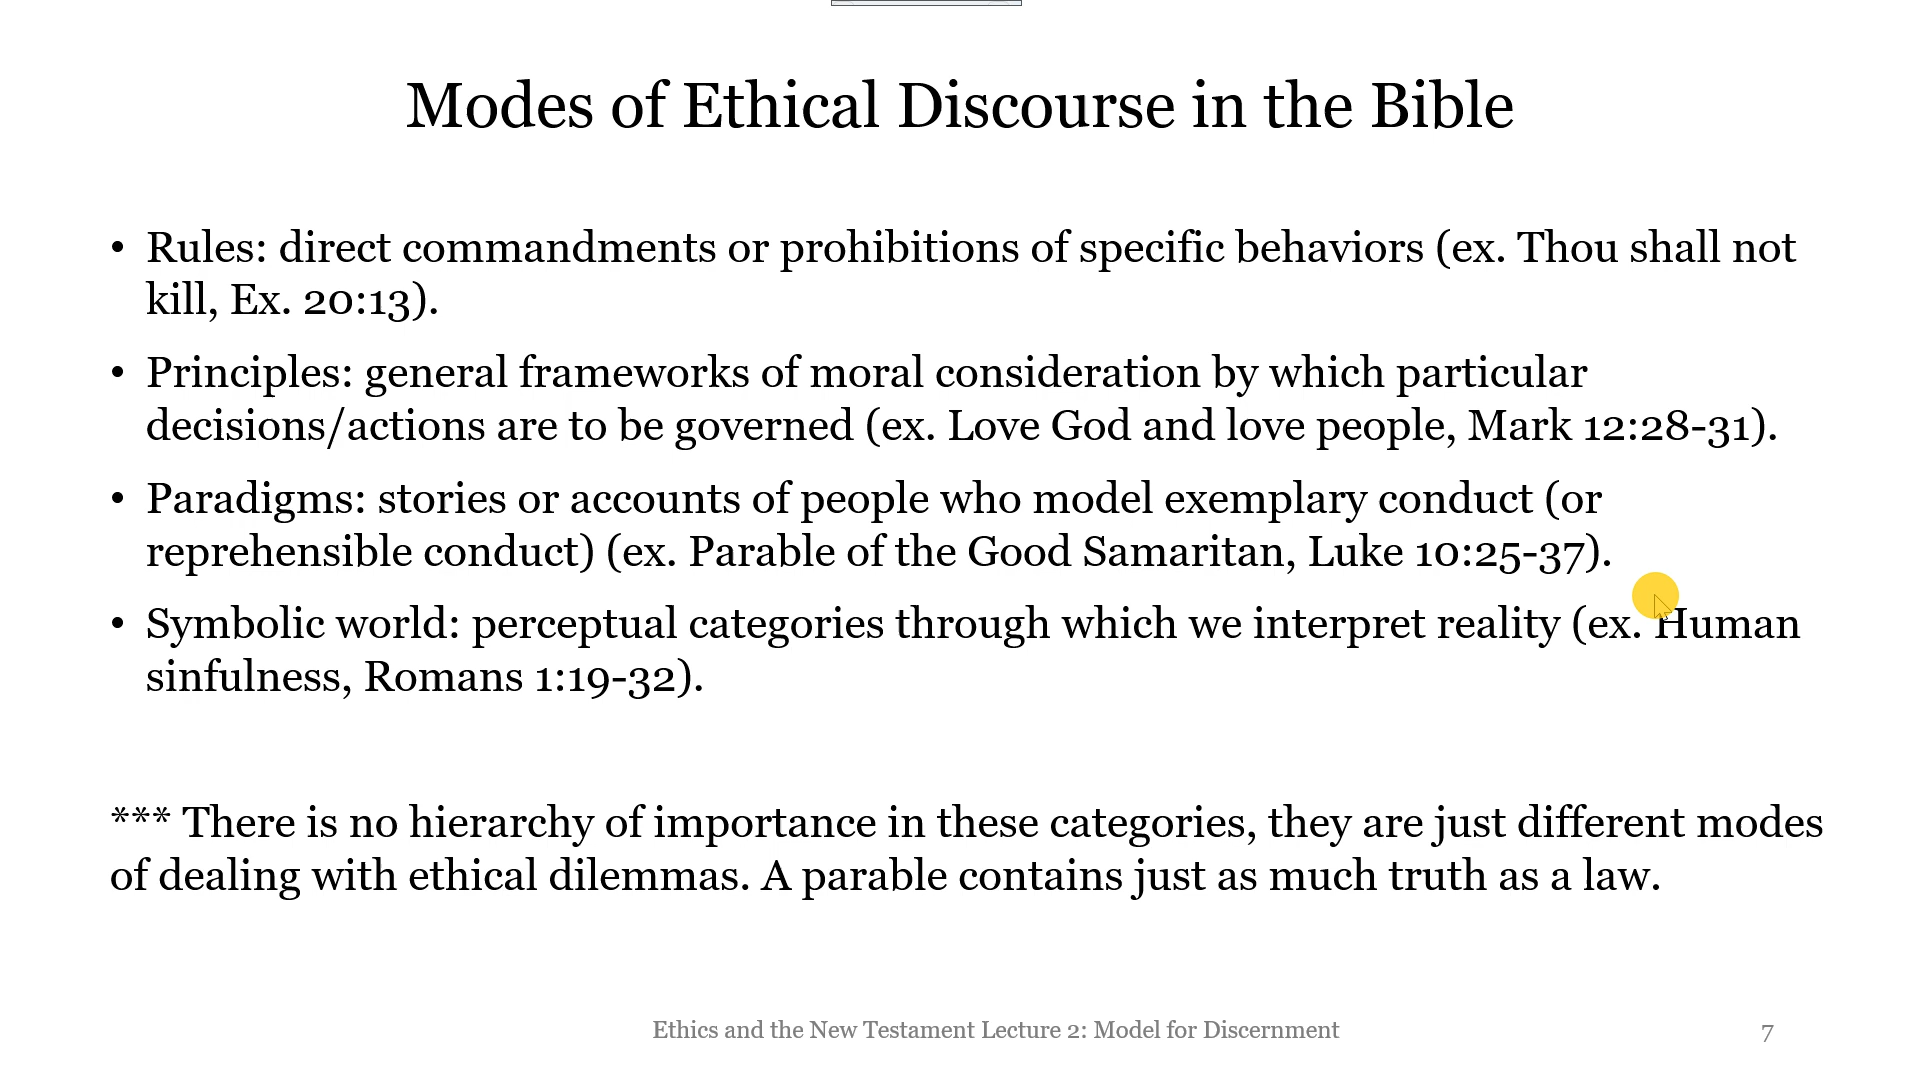 Modes of Ethical Discourse in the Bible
• Rules: direct commandments or prohibitions of specific behaviors (ex. Thou shall not
kill, Ex. 20:13).
• Principles: general frameworks of moral consideration by which particular
decisions/actions are to be governed (ex. Love God and love people, Mark 12:28-31).
• Paradigms: stories or accounts of people who model exemplary conduct (or
reprehensible conduct) (ex. Parable of the Good Samaritan, Luke 10:25-37).
• Symbolic world: perceptual categories through which we interpret reality (ex. Human
sinfulness, Romans 1:19-32).
*** There is no hierarchy of importance in these categories, they are just different modes
of dealing with ethical dilemmas. A parable contains just as much truth as a law.
Ethics and the New Testament Lecture 2: Model for Discernment
7